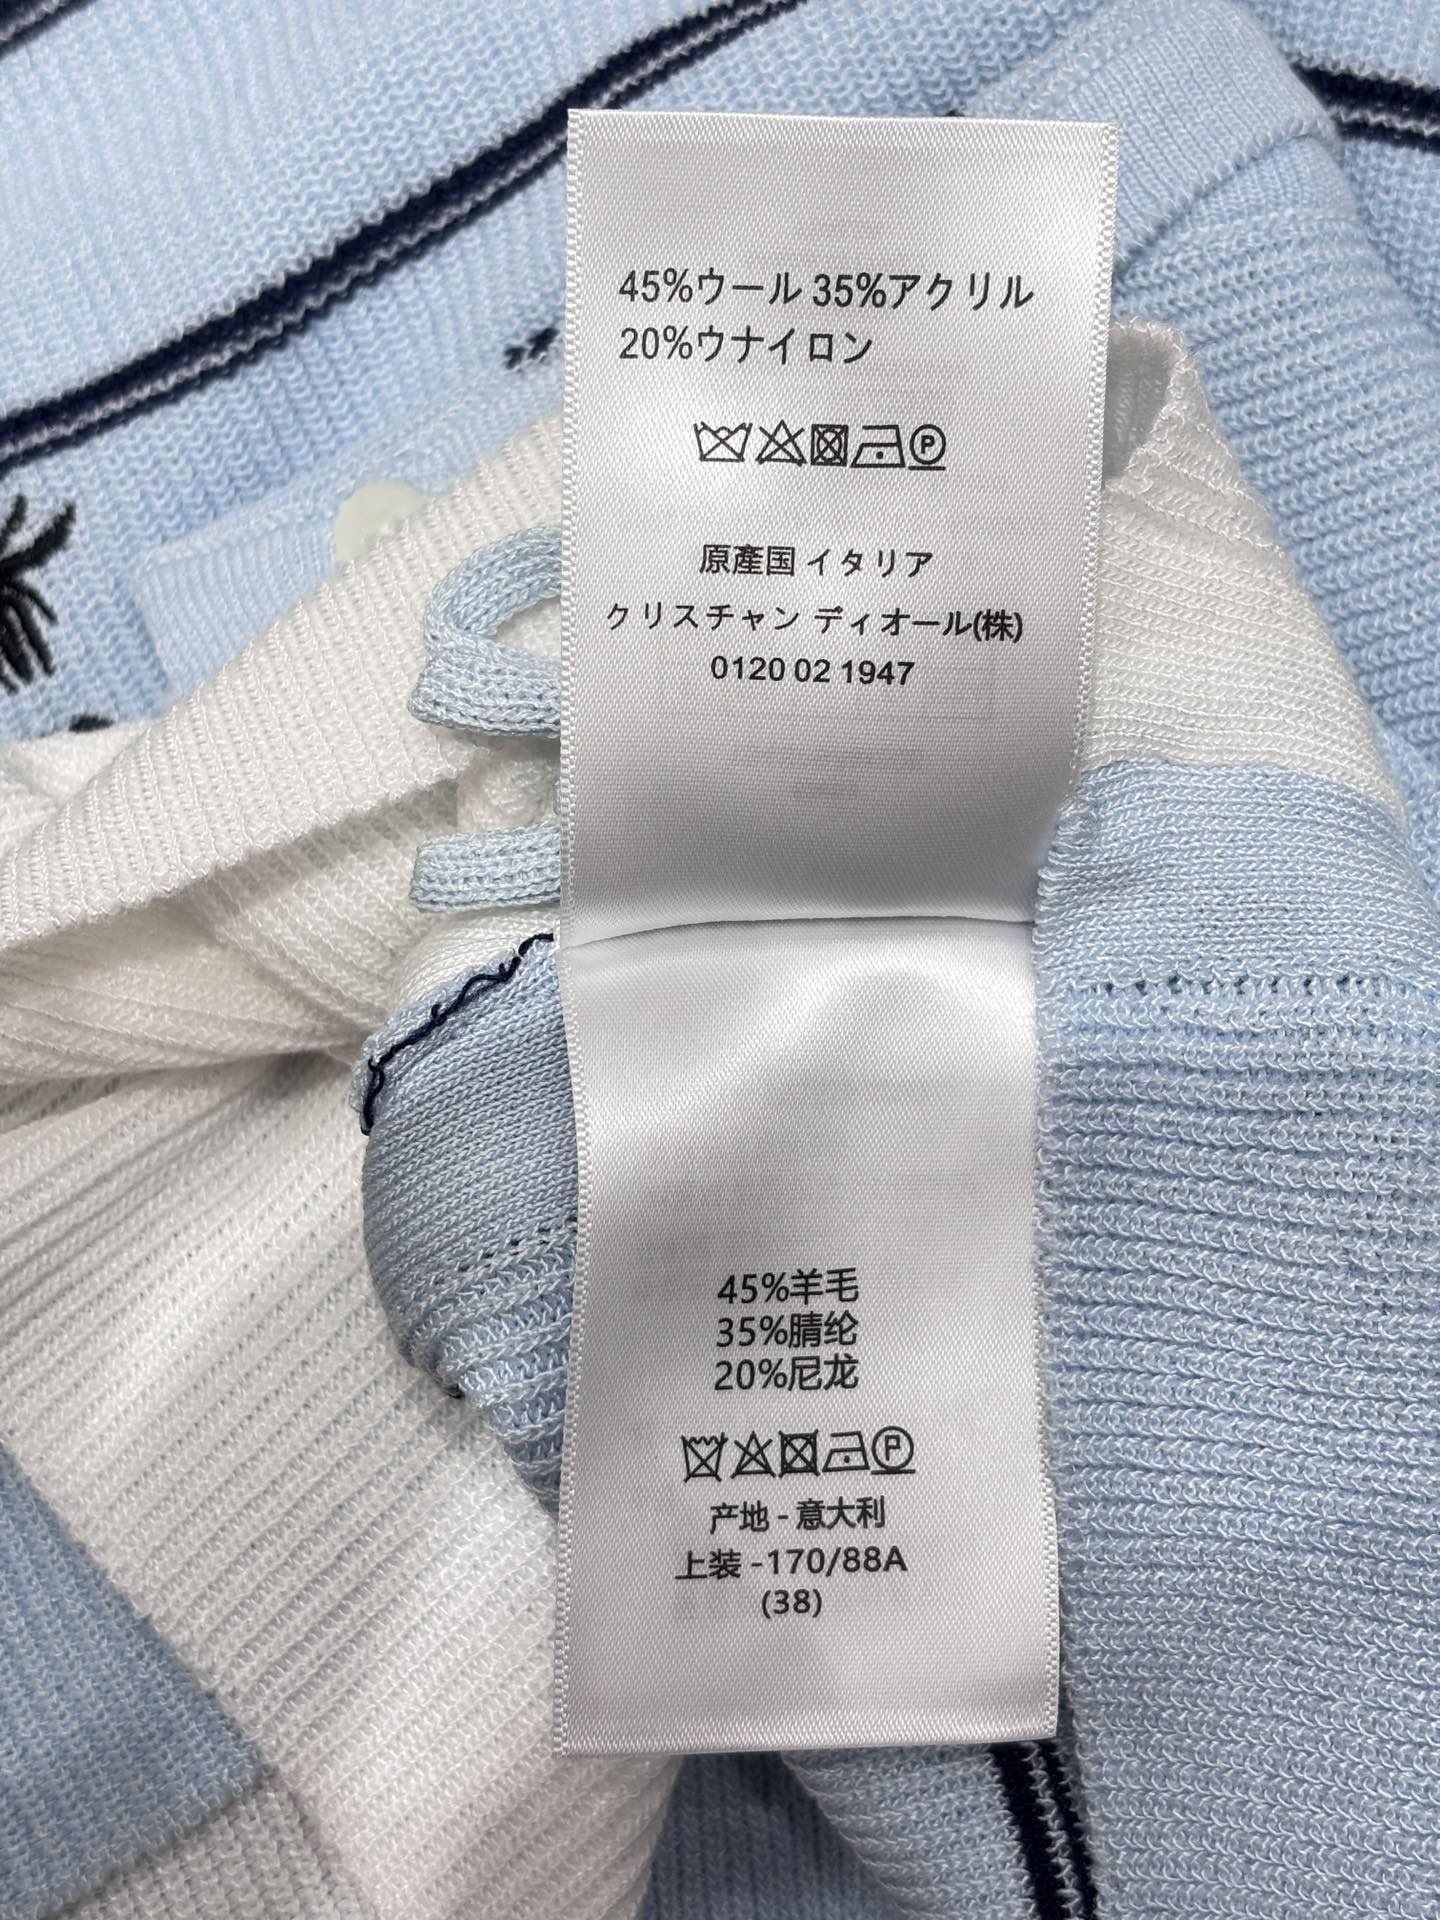 45%ウール 35%アクリル
20%ウナイロン
P
原產国 イタリア
クリスチャン ディオール(株)
0120 02 1947
45%羊毛
35%腈纶
20%尼龙
P
产地 - 意大利
上装 -170/88A
(38)